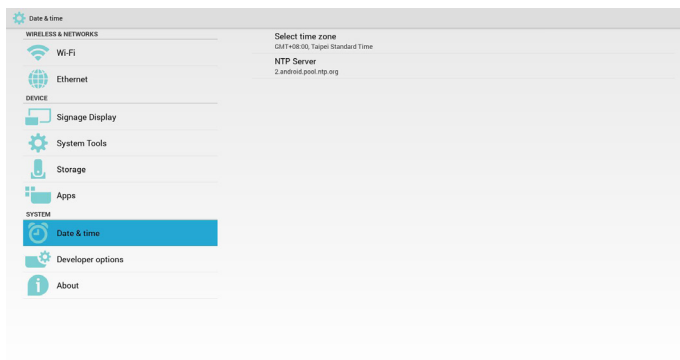 Date & time
WIRELESS & NETWORKS
Wi-Fi
Ethernet
DEVICE
Signage Display
System Tools
Storage
Apps
SYSTEM
Date & time
Developer options
About
Select time zone
GMT+08:00, Taipei Standard Time
NTP Server
2.android.pool.ntp.org